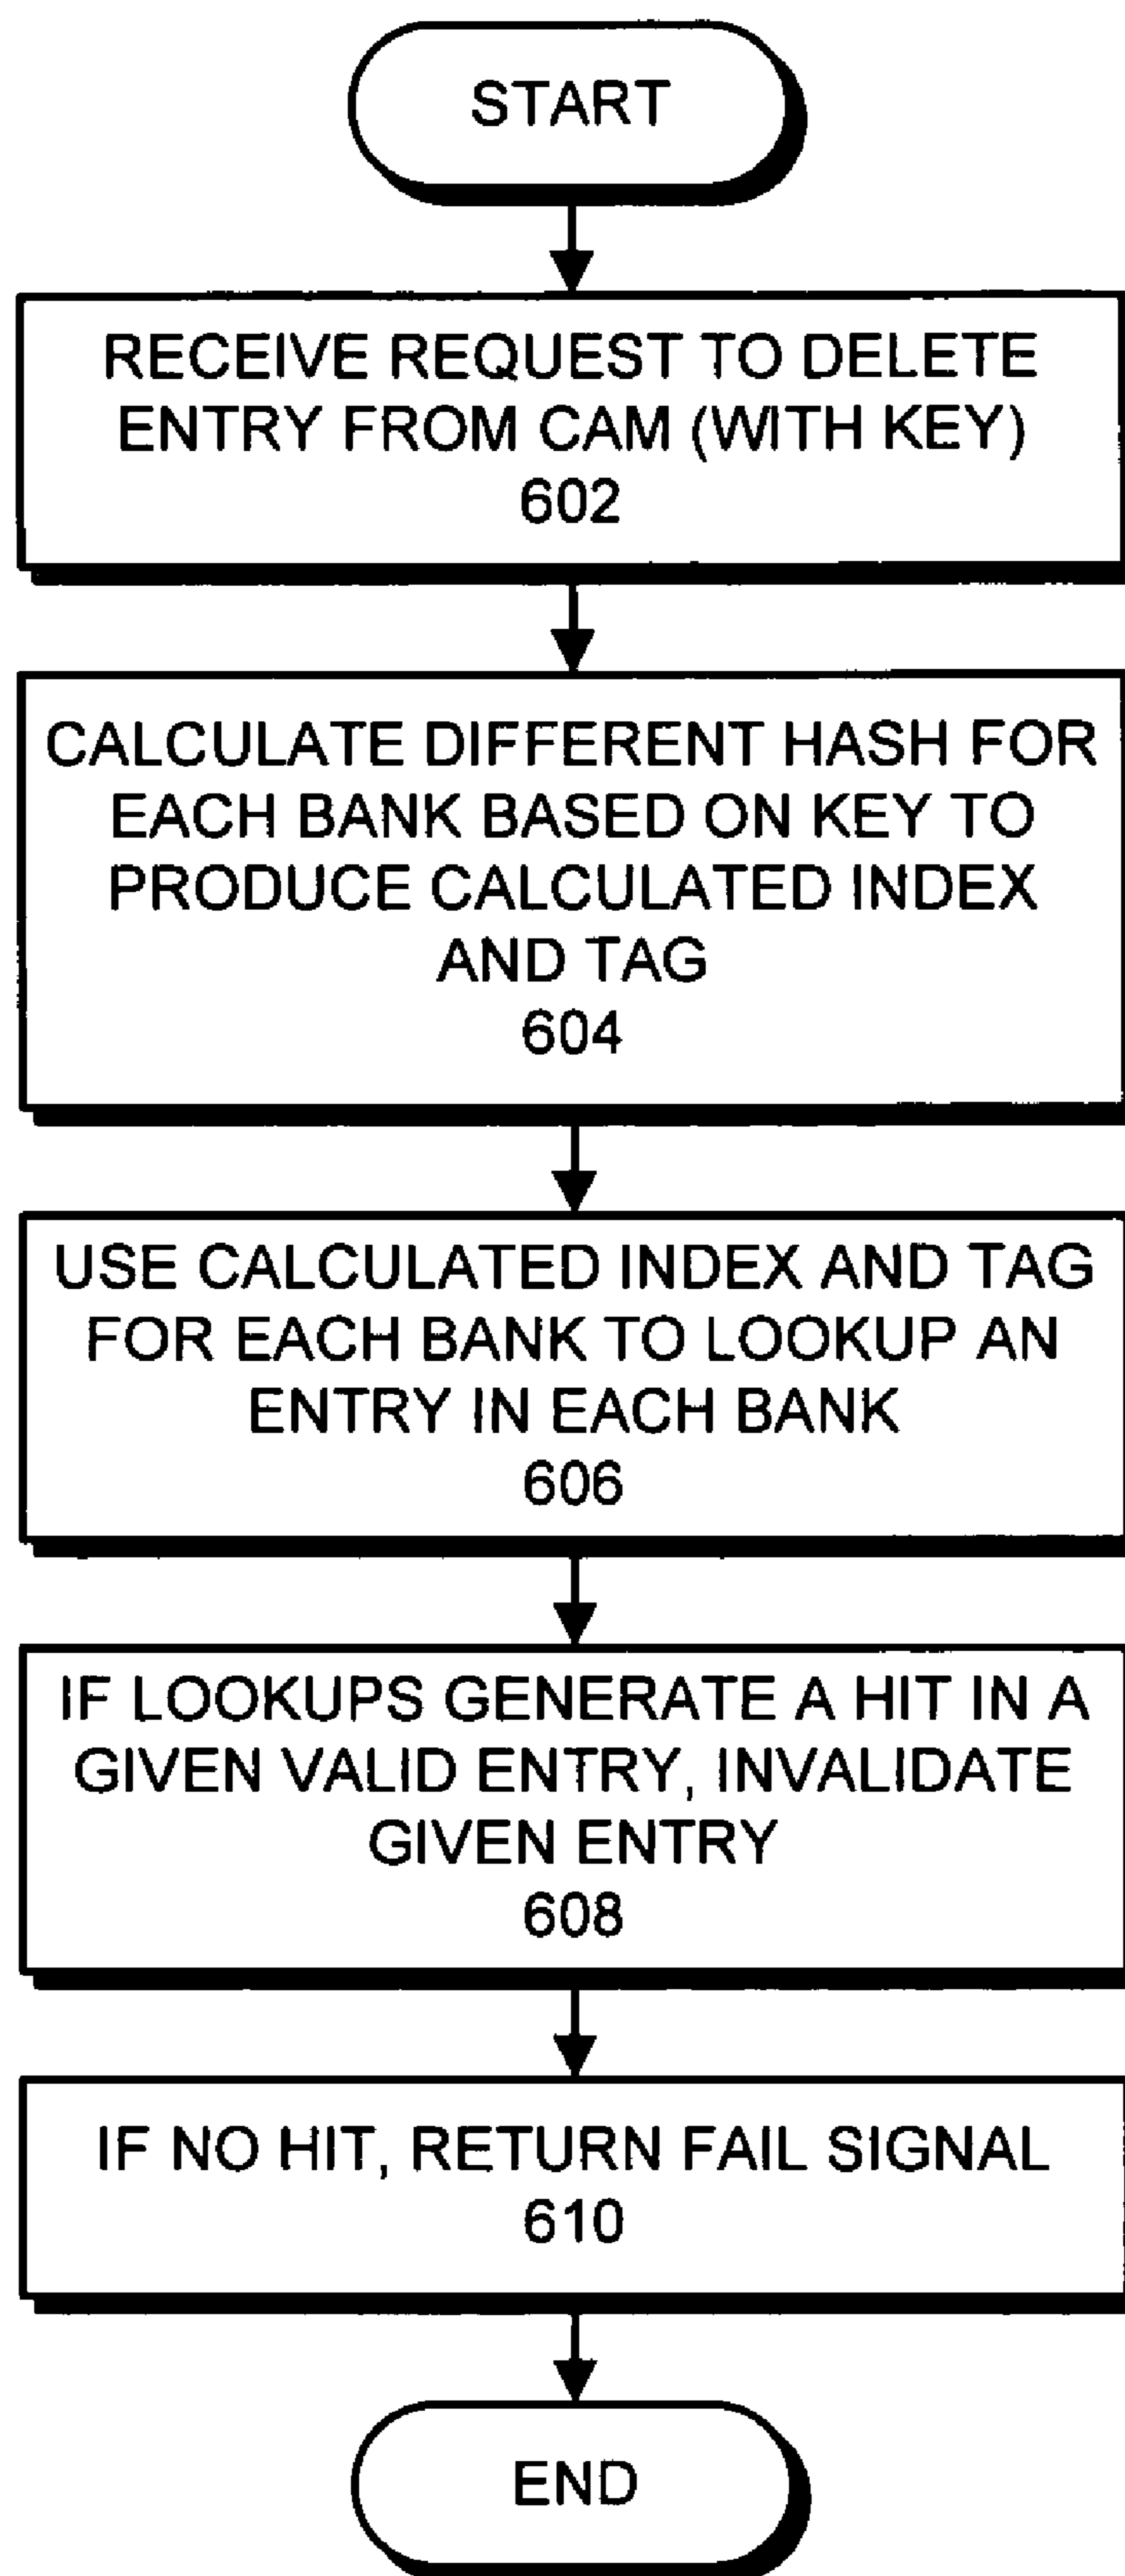 START
RECEIVE REQUEST TO DELETE
ENTRY FROM CAM (WITH KEY)
602
CALCULATE DIFFERENT HASH FOR
EACH BANK BASED ON KEY TO
PRODUCE CALCULATED INDEX
AND TAG
604
USE CALCULATED INDEX AND TAG
FOR EACH BANK TO LOOKUP AN
ENTRY IN EACH BANK
606
IF LOOKUPS GENERATE A HIT IN A
GIVEN VALID ENTRY, INVALIDATE
GIVEN ENTRY
608
IF NO HIT, RETURN FAIL SIGNAL
610
END